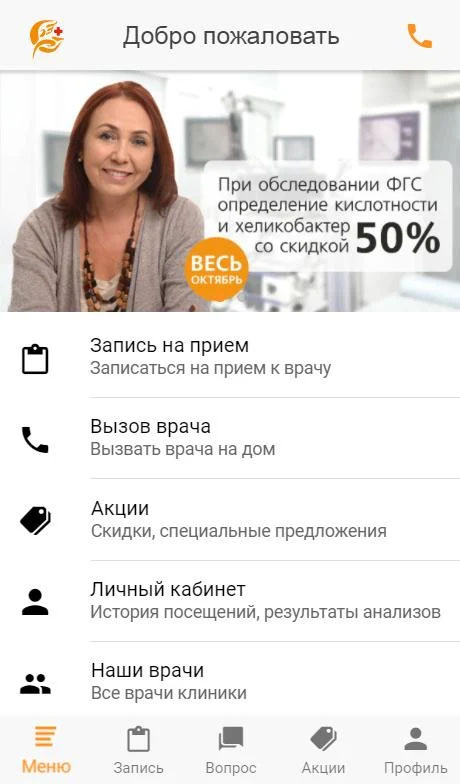 Добро пожаловать
При обследовании ФГС
определение кислотности
и хеликобактер
со скидкой 50%
ВЕСЬ
ОКТЯБРЬ
Запись на прием
Записаться на прием к врачу
Вызов врача
Вызвать врача на дом
Акции
Скидки, специальные предложения
Личный кабинет
История посещений, результаты анализов
Наши врачи
Все врачи клиники
Меню
Запись
Вопрос
Акции
Профиль